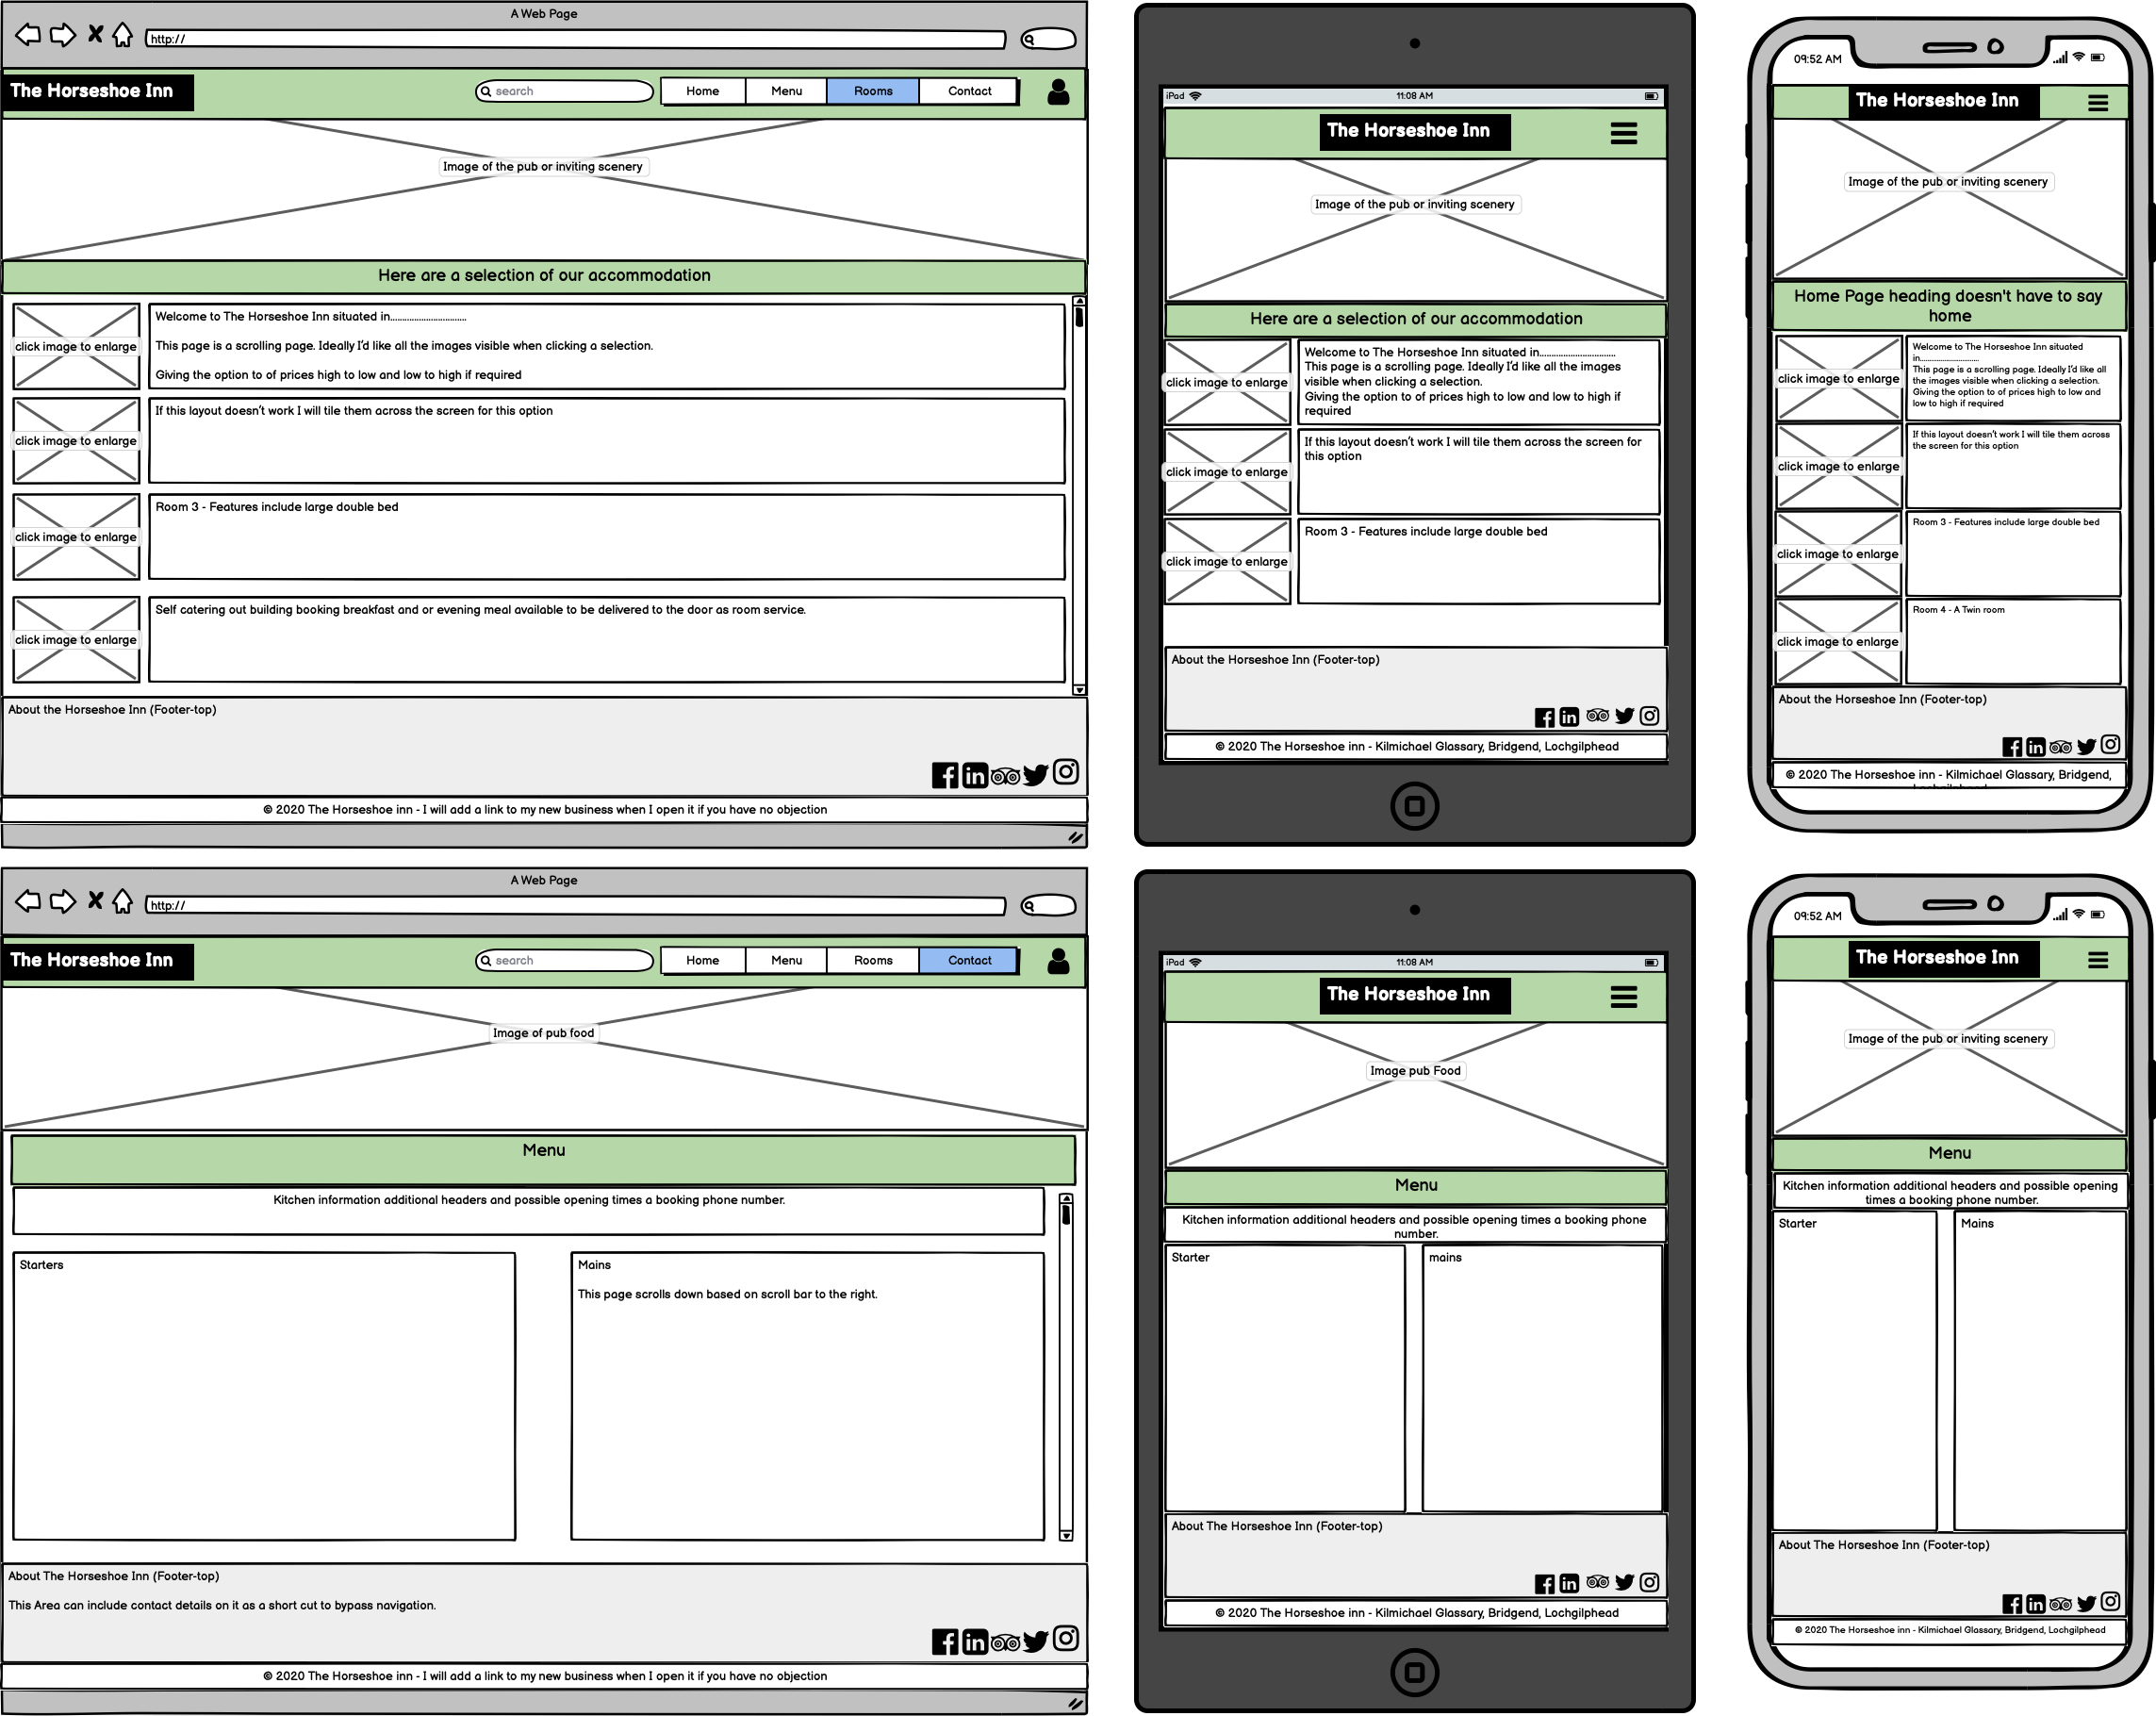 A Web Page
http://
The Horseshoe Inn
search
Home
Menu
Rooms
Contact
Image of the pub or inviting scenery
Here are a selection of our accommodation
click image to enlarge
Welcome to The Horseshoe Inn situated in................................
This page is a scrolling page. Ideally I'd like all the images visible when clicking a selection.
Giving the option to of prices high to low and low to high if required
click image to enlarge
If this layout doesn't work I will tile them across the screen for this option
click image to enlarge
Room 3 - Features include large double bed
click image to enlarge
Self catering out building booking breakfast and or evening meal available to be delivered to the door as room service.
About the Horseshoe Inn (Footer-top)
© 2020 The Horseshoe inn - I will add a link to my new business when I open it if you have no objection
iPad
11:08 AM
The Horseshoe Inn
Image of the pub or inviting scenery
Here are a selection of our accommodation
click image to enlarge
Welcome to The Horseshoe Inn situated in................................
This page is a scrolling page. Ideally I'd like all the images
visible when clicking a selection.
Giving the option to of prices high to low and low to high if
required
click image to enlarge
If this layout doesn't work I will tile them across the screen for
this option
click image to enlarge
Room 3 - Features include large double bed
About the Horseshoe Inn (Footer-top)
© 2020 The Horseshoe inn - Kilmichael Glassary, Bridgend, Lochgilphead
09:52 AM
The Horseshoe Inn
Image of the pub or inviting scenery
Home Page heading doesn't have to say
home
click image to enlarge
Welcome to The Horseshoe Inn situated
in................................
This page is a scrolling page. Ideally I'd like all
the images visible when clicking a selection.
Giving the option to of prices high to low and
low to high if required
click image to enlarge
If this layout doesn't work I will tile them across
the screen for this option
click image to enlarge
Room 3 - Features include large double bed
click image to enlarge
Room 4 - A Twin room
About the Horseshoe Inn (Footer-top)
© 2020 The Horseshoe inn - Kilmichael Glassary, Bridgend,
A Web Page
http://
The Horseshoe Inn
search
Home
Menu
Rooms
Contact
Image of pub food
Menu
Kitchen information additional headers and possible opening times a booking phone number.
Starters
Mains
This page scrolls down based on scroll bar to the right.
About The Horseshoe Inn (Footer-top)
This Area can include contact details on it as a short cut to bypass navigation.
© 2020 The Horseshoe inn - I will add a link to my new business when I open it if you have no objection
iPad
11:08 AM
The Horseshoe Inn
Image pub Food
Menu
Kitchen information additional headers and possible opening times a booking phone
number.
Starter
mains
About The Horseshoe Inn (Footer-top)
© 2020 The Horseshoe inn - Kilmichael Glassary, Bridgend, Lochgilphead
09:52 AM
The Horseshoe Inn
Image of the pub or inviting scenery
Menu
Kitchen information additional headers and possible opening
times a booking phone number.
Starter
Mains
About The Horseshoe Inn (Footer-top)
© 2020 The Horseshoe inn - Kilmichael Glassary, Bridgend, Lochgilphead